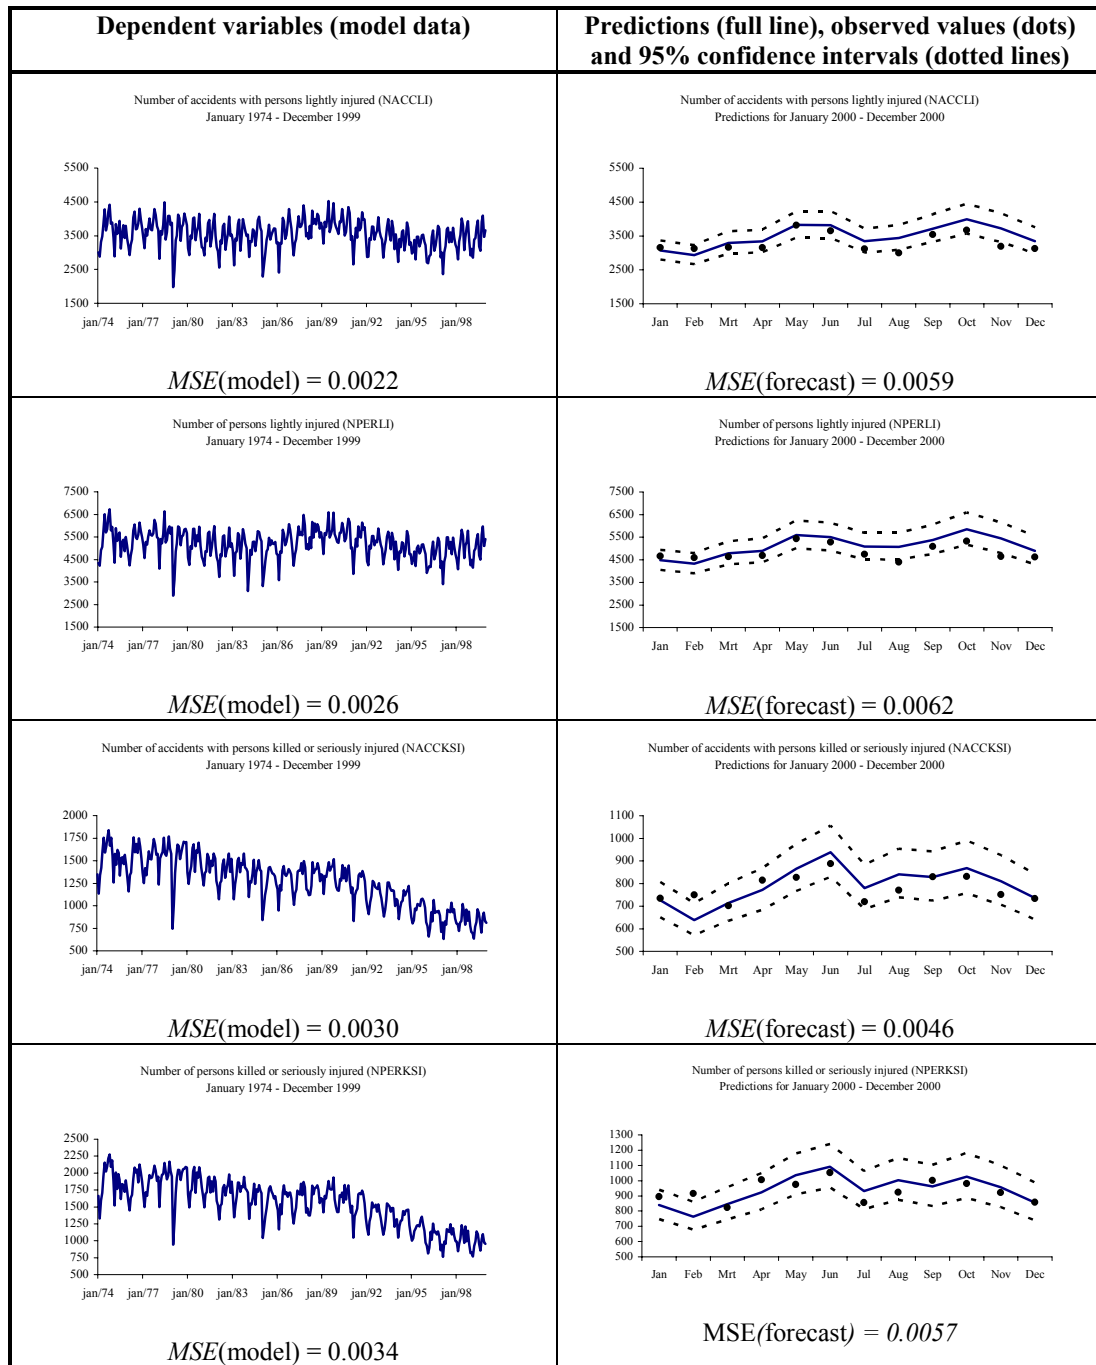 Dependent variables (model data)
Predictions (full line), observed values (dots)
and 95% confidence intervals (dotted lines)
Number of accidents with persons lightly injured (NACCLI)
January 1974 - December 1999
5500
4500
3500
2500
1500
jan/74 jan/77 jan/80 jan/83 jan/86 jan/89 jan/92 jan/95 jan/98
MSE(model) = 0.0022
Number of accidents with persons lightly injured (NACCLI)
Predictions for January 2000 - December 2000
5500
4500
3500
2500
1500
Jan Feb Mrt Apr May Jun Jul Aug Sep Oct Nov Dec
MSE(forecast) = 0.0059
Number of persons lightly injured (NPERLI)
January 1974 - December 1999
7500
6500
5500
4500
3500
2500
1500
jan/74 jan/77 jan/80 jan/83 jan/86 jan/89 jan/92 jan/95 jan/98
MSE(model) = 0.0026
Number of persons lightly injured (NPERLI)
Predictions for January 2000 - December 2000
7500
6500
5500
4500
3500
2500
1500
Jan Feb Mrt Apr May Jun Jul Aug Sep Oct Nov Dec
MSE(forecast) = 0.0062
Number of accidents with persons killed or seriously injured (NACCKSI)
January 1974 - December 1999
2000
1750
1500
1250
1000
750
500
jan/74 jan/77 jan/80 jan/83 jan/86 jan/89 jan/92 jan/95 jan/98
MSE(model) = 0.0030
Number of accidents with persons killed or seriously injured (NACCKSI)
Predictions for January 2000 - December 2000
1100
1000
900
800
700
600
500
Jan Feb Mrt Apr May Jun Jul Aug Sep Oct Nov Dec
MSE(forecast) = 0.0046
Number of persons killed or seriously injured (NPERKSI)
January 1974 - December 1999
2500
2250
2000
1750
1500
1250
1000
750
500
jan/74 jan/77 jan/80 jan/83 jan/86 jan/89 jan/92 jan/95 jan/98
MSE(model) = 0.0034
Number of persons killed or seriously injured (NPERKSI)
Predictions for January 2000 - December 2000
1300
1200
1100
1000
900
800
700
600
500
Jan Feb Mrt Apr May Jun Jul Aug Sep Oct Nov Dec
MSE(forecast) = 0.0057